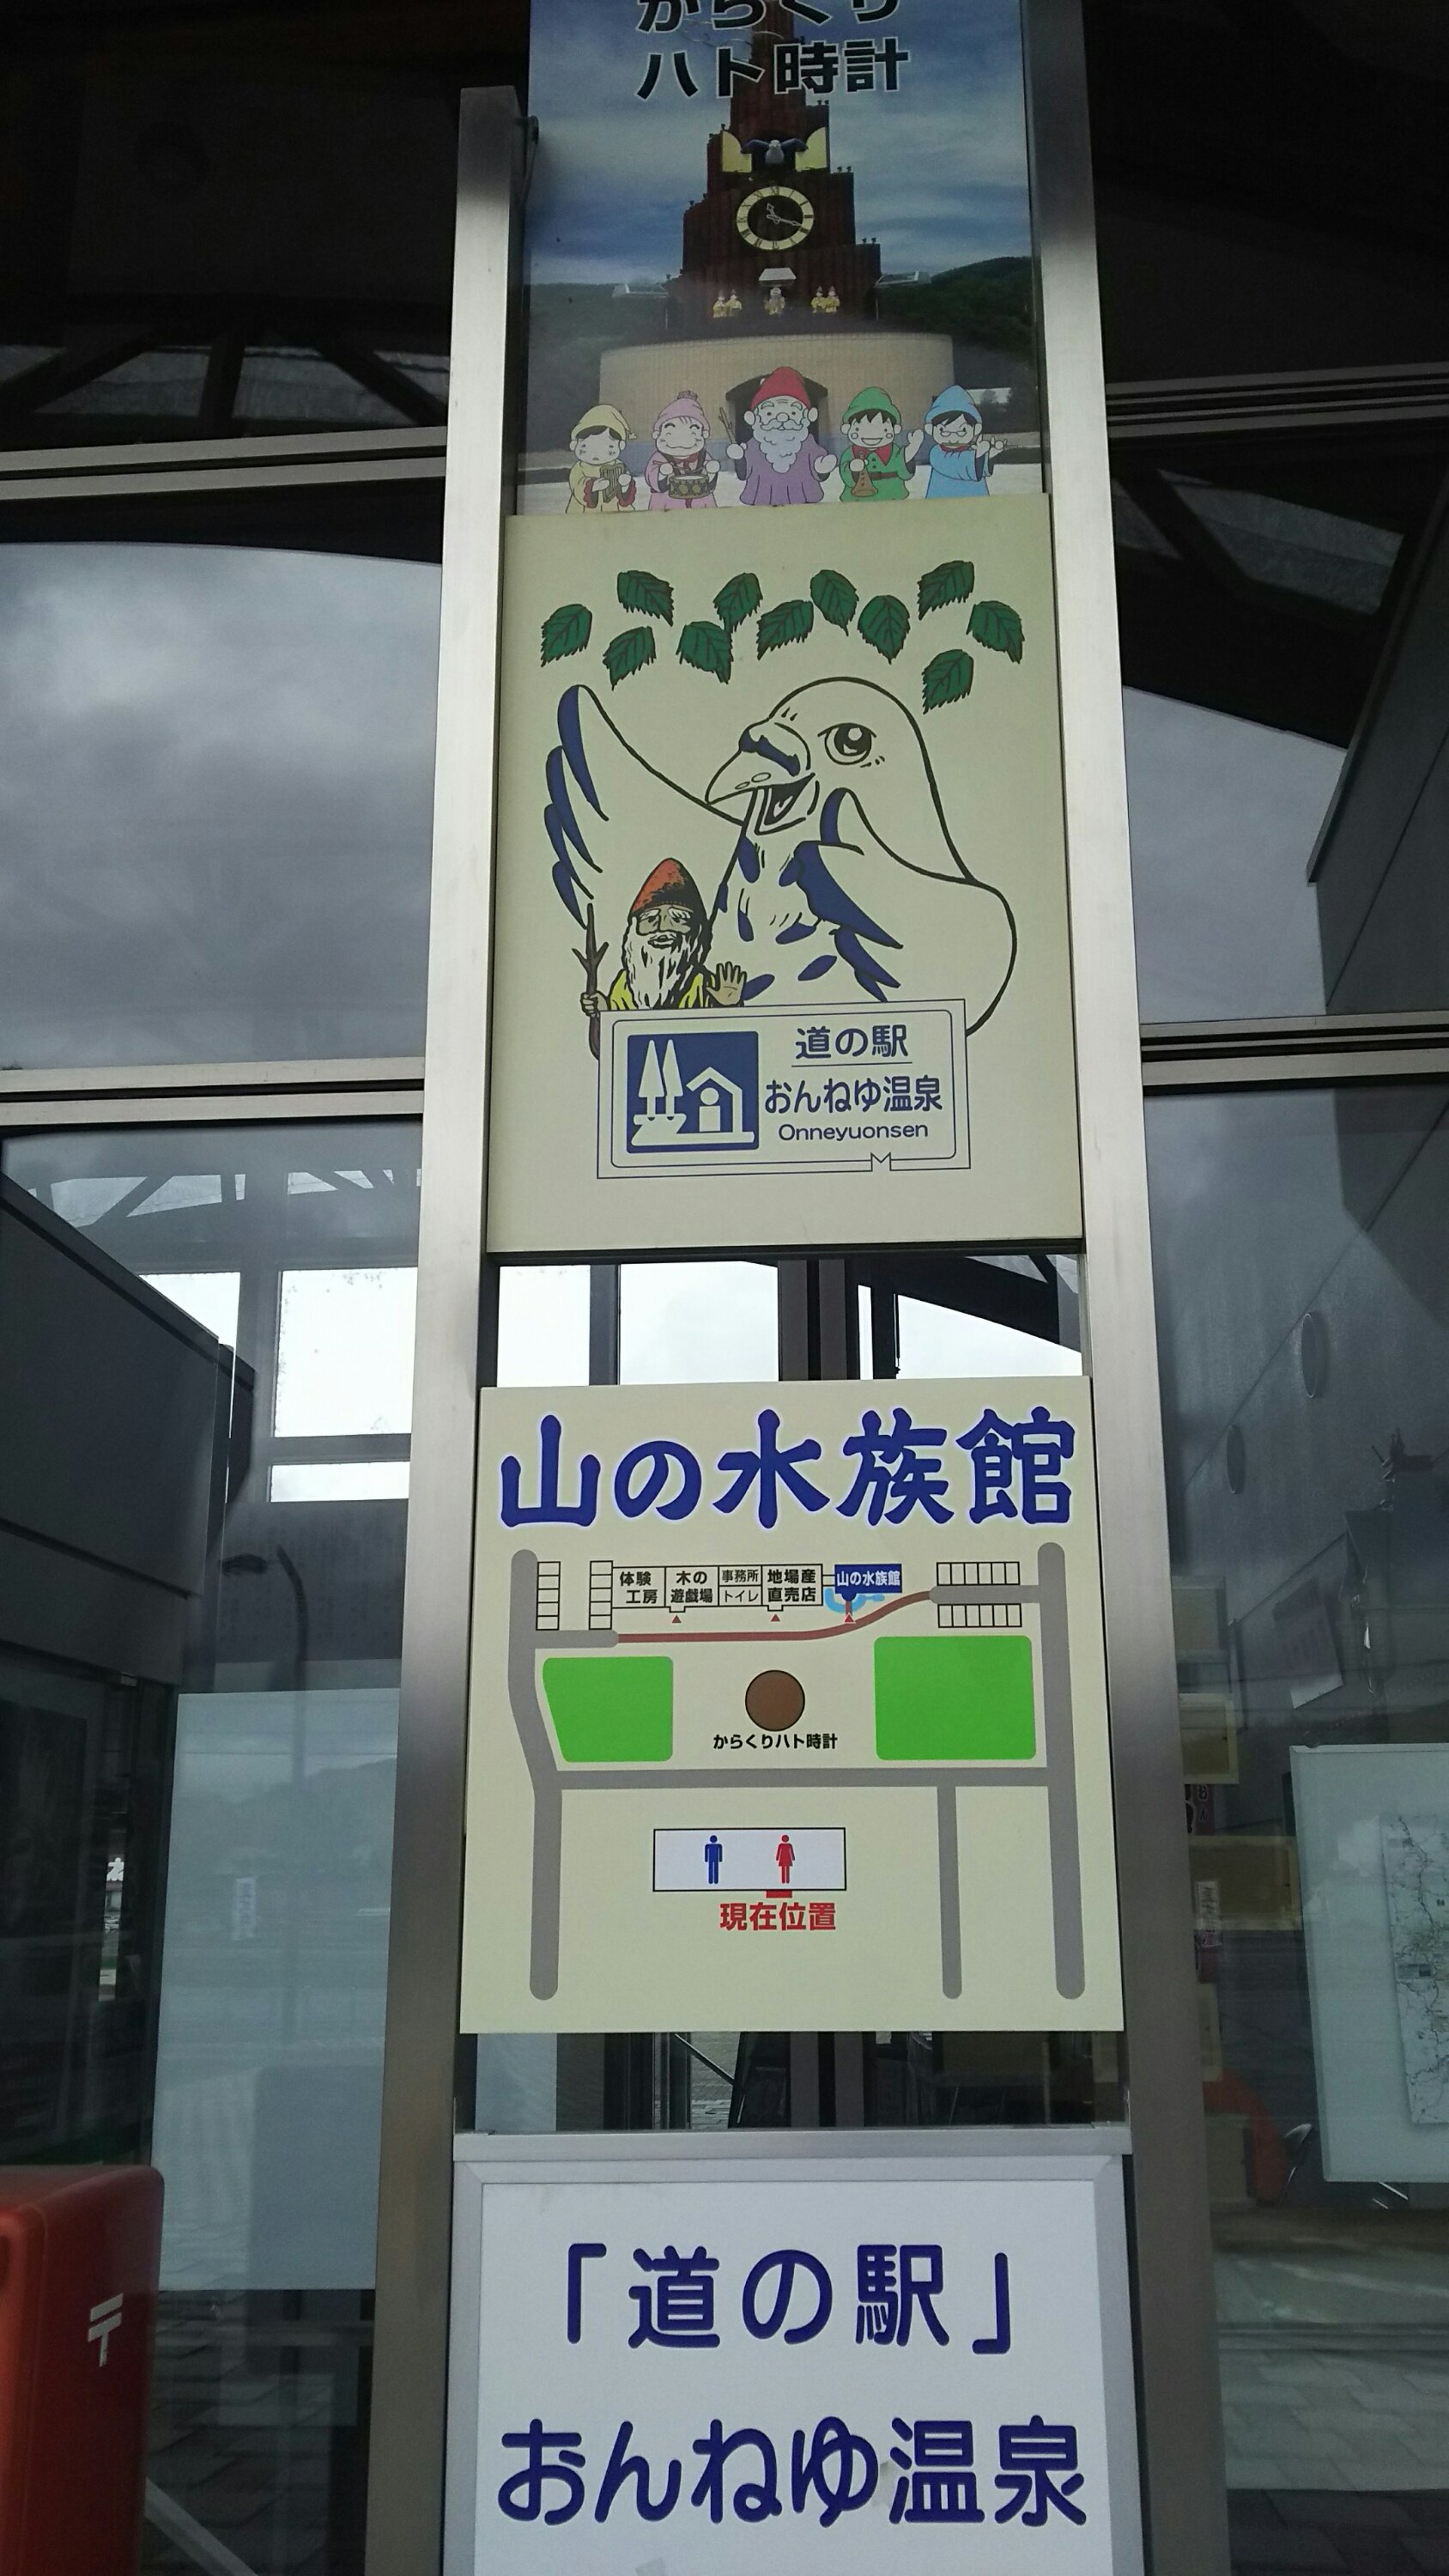 からくり
ハト時計
道の駅
おんねゆ温泉
Onneyuonsen
山の水族館
体験
工房
木の
遊戯場
事務所
トイレ
地場産
直売店
山の水族館
からくりハト時計
現在位置
「道の駅」
おんねゆ温泉